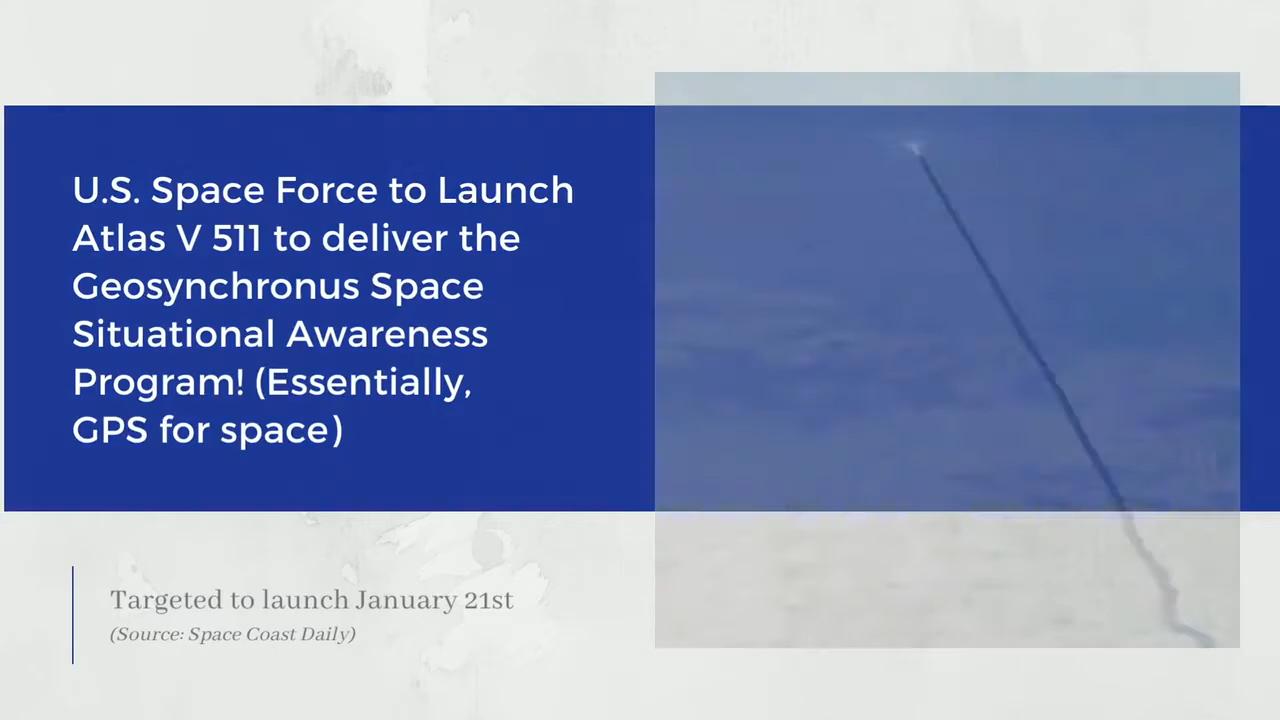 U.S. Space Force to Launch
Atlas V 511 to deliver the
Geosynchronus Space
Situational Awareness
Program! (Essentially,
GPS for space)
Targeted to launch January 21st
(Source: Space Coast Daily)